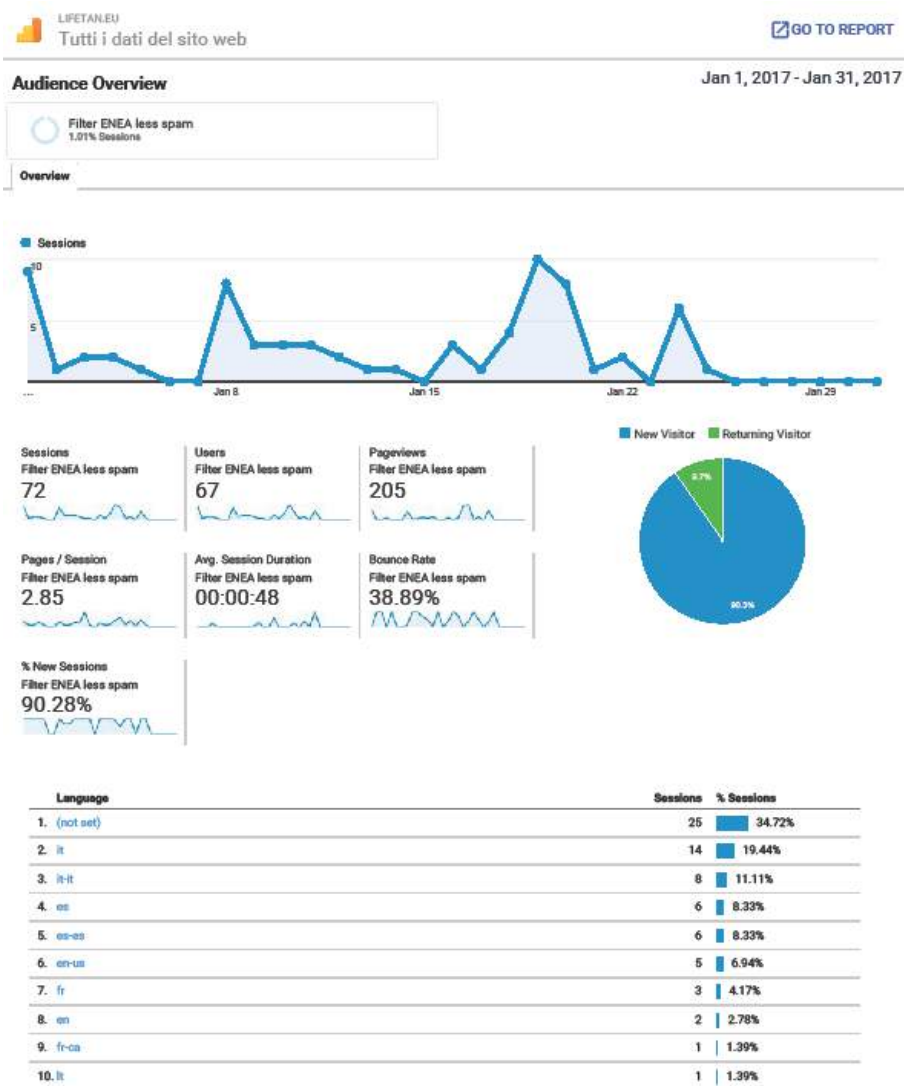 LIFETAN.EU
Tutti i dati del sito web
GO TO REPORT
Audience Overview
Jan 1, 2017 - Jan 31, 2017
Filter ENEA less spam
1.01% Sessions
Overview
Sessions
10
5
...
Jan 8
Jan 15
Jan 22
Jan 29
New Visitor
Returning Visitor
9.7%
90.3%
Sessions
Filter ENEA less spam
72
Users
Filter ENEA less spam
67
Pageviews
Filter ENEA less spam
205
Pages / Session
Filter ENEA less spam
2.85
Avg. Session Duration
Filter ENEA less spam
00:00:48
Bounce Rate
Filter ENEA less spam
38.89%
% New Sessions
Filter ENEA less spam
90.28%
Language Sessions % Sessions
1. (not set) 25 34.72%
2. it 14 19.44%
3. it-it 8 11.11%
4. es 6 8.33%
5. es-es 6 8.33%
6. en-us 5 6.94%
7. fr 3 4.17%
8. en 2 2.78%
9. fr-ca 1 1.39%
10. lt 1 1.39%